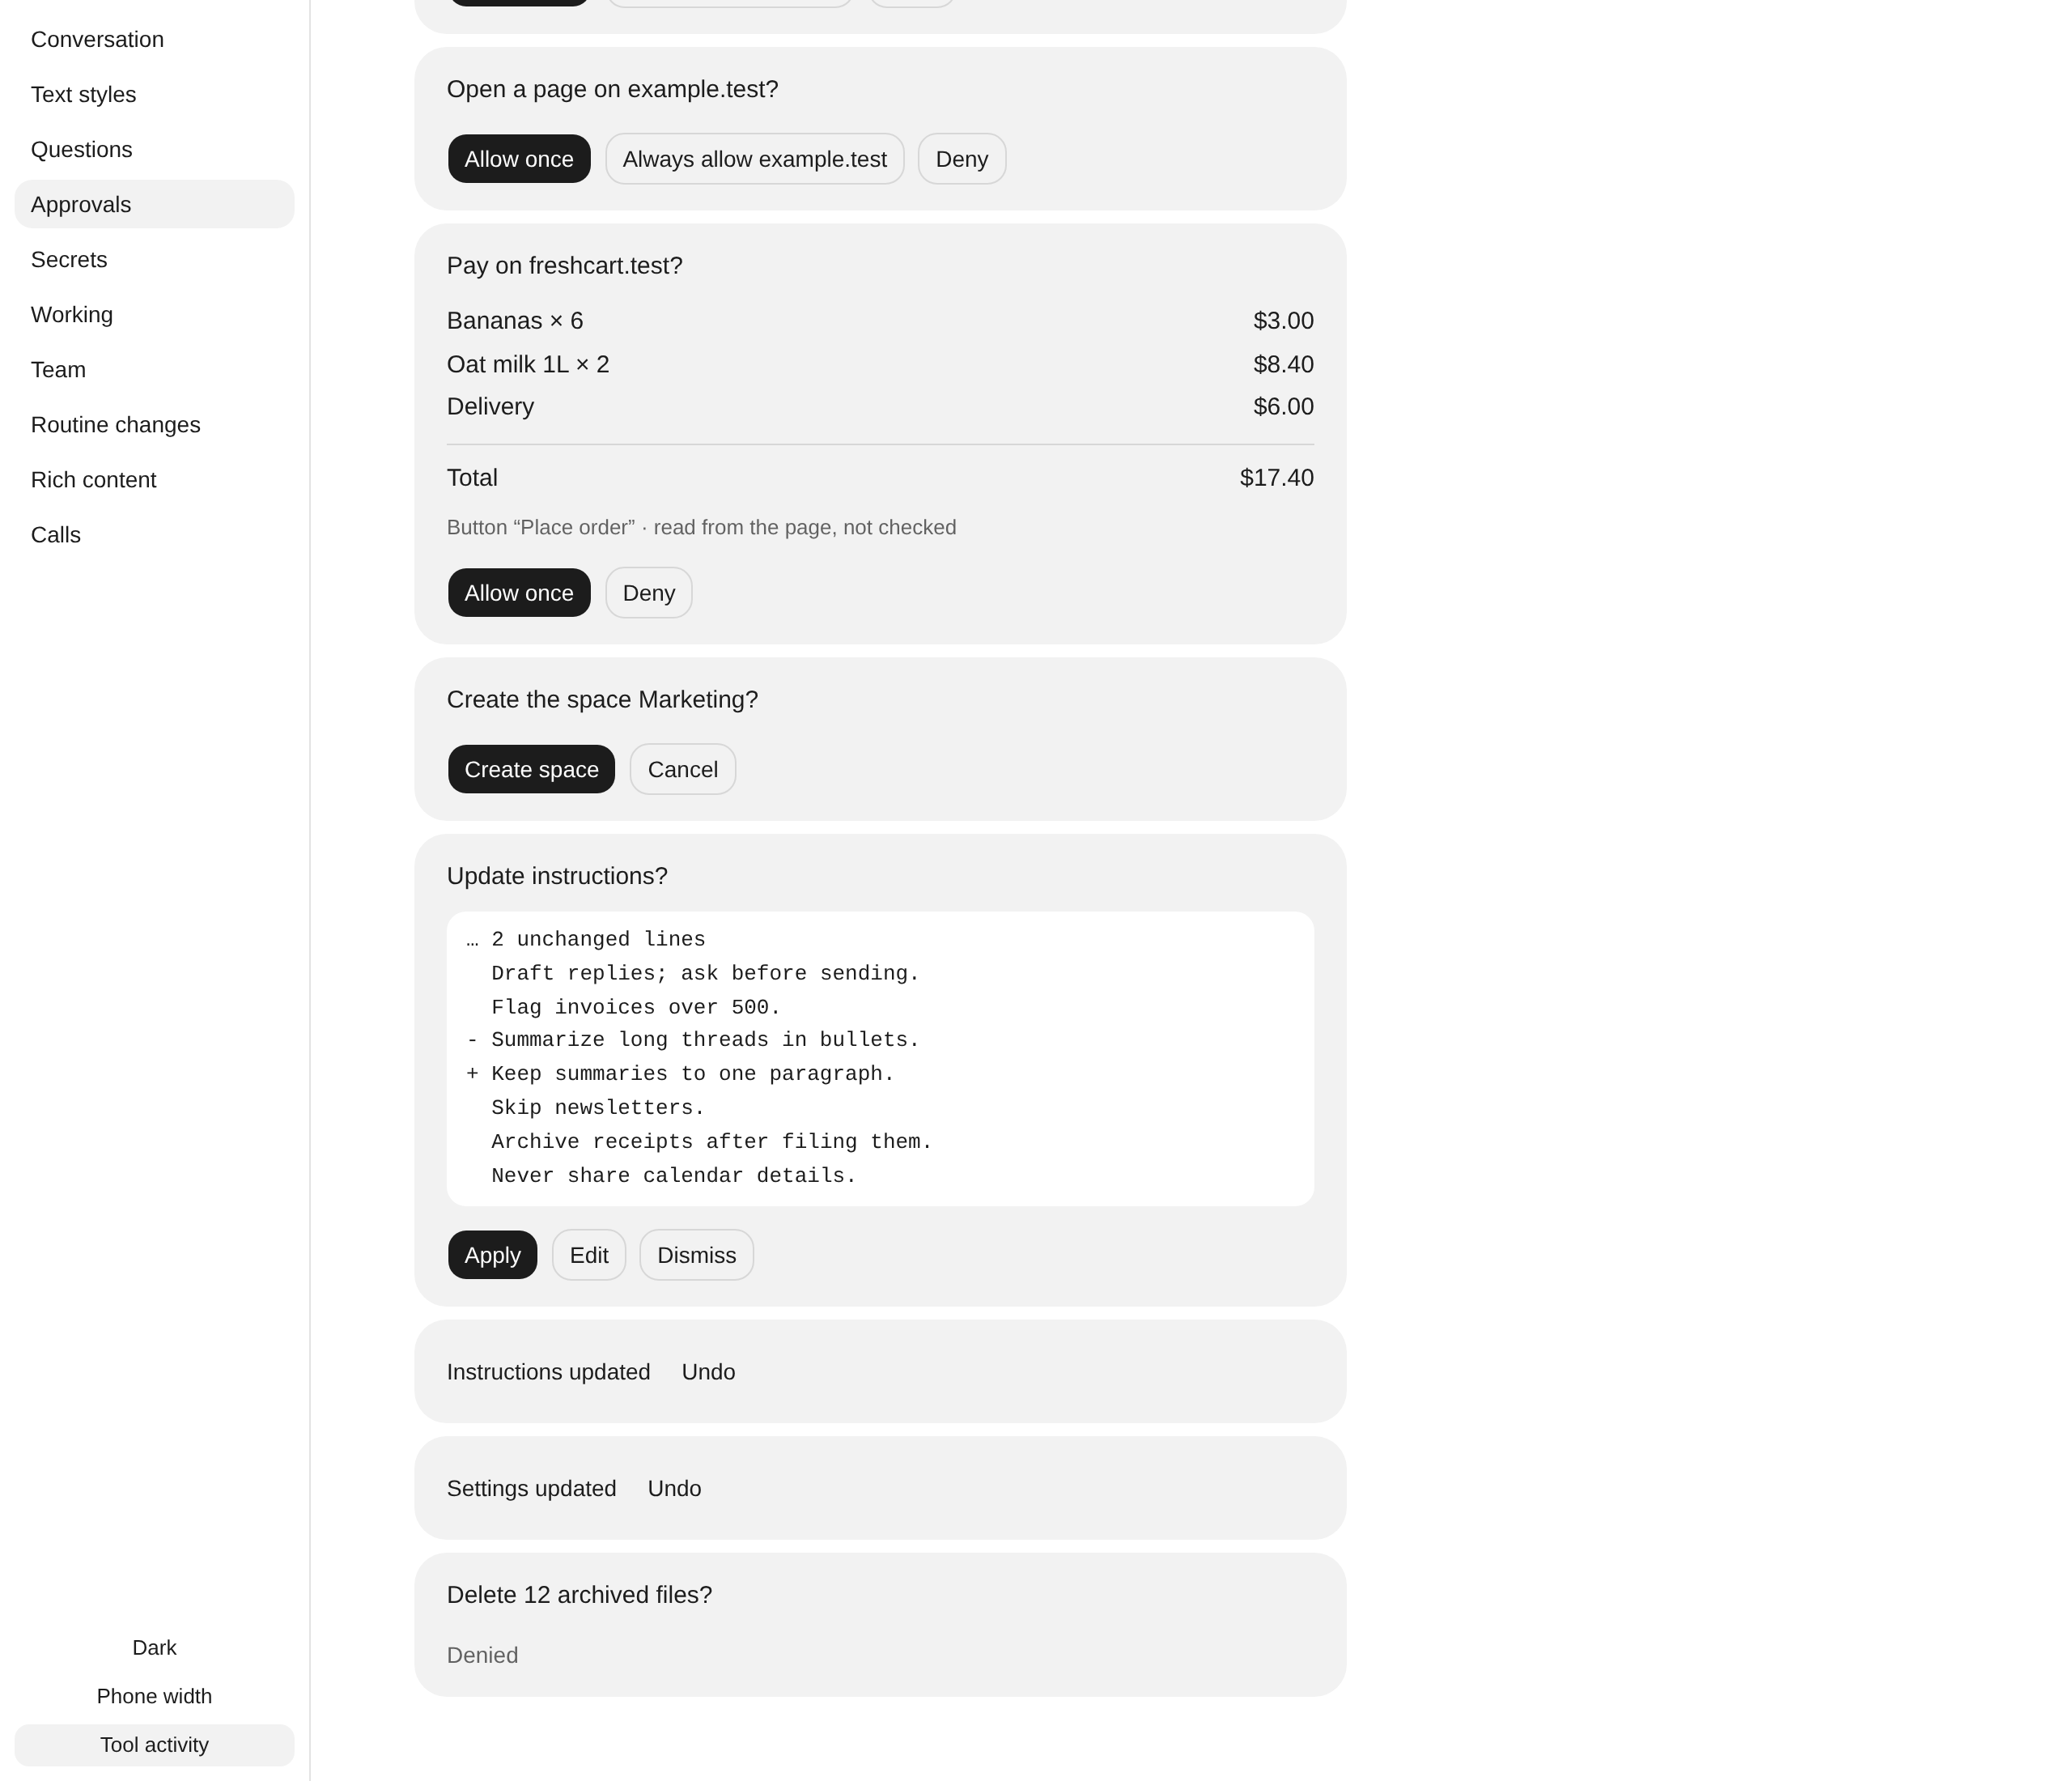 Conversation
Text styles
Questions
Approvals
Secrets
Working
Team
Routine changes
Rich content
Calls
Dark
Phone width
Tool activity
Open a page on example.test?
Allow once Always allow example.test Deny
Pay on freshcart.test?
Bananas × 6 $3.00
Oat milk 1L × 2 $8.40
Delivery $6.00
Total $17.40
Button “Place order” · read from the page, not checked
Allow once Deny
Create the space Marketing?
Create space Cancel
Update instructions?
… 2 unchanged lines
Draft replies; ask before sending.
Flag invoices over 500.
- Summarize long threads in bullets.
+ Keep summaries to one paragraph.
Skip newsletters.
Archive receipts after filing them.
Never share calendar details.
Apply Edit Dismiss
Instructions updated Undo
Settings updated Undo
Delete 12 archived files?
Denied